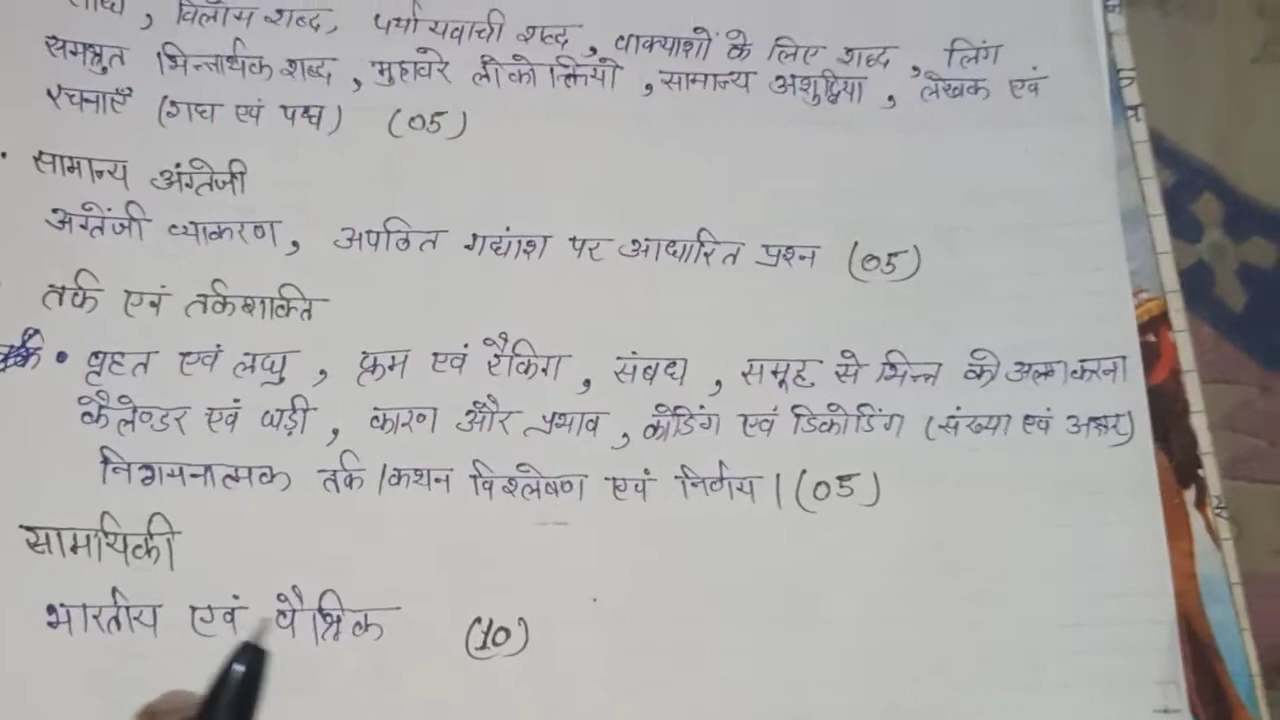 विलोम शब्द, पर्यायवाची शब्द, वाक्याशों के लिए शब्द, लिंग
समश्रुत भिन्नार्थक शब्द, मुहावरे लोकोक्तियो, सामान्य अशुद्धिया, लेखक एवं
रचनाएँ (गद्य एवं पद्य) (05)
• सामान्य अंग्रेजी
अग्रेंजी व्याकरण, अपठित गद्यांश पर आधारित प्रश्न (05)
तर्क एवं तर्कशक्ति
• वृहत एवं लघु, क्रम एवं रैकिंग, संबध, समूह से भिन्न को अलग करना
कैलेण्डर एवं घड़ी, कारण और प्रभाव, कोडिंग एवं डिकोडिंग (संख्या एवं अक्षर)
निगमनात्मक तर्क / कथन विश्लेषण एवं निर्णय । (05)
सामयिकी
भारतीय एवं वैश्विक (10)